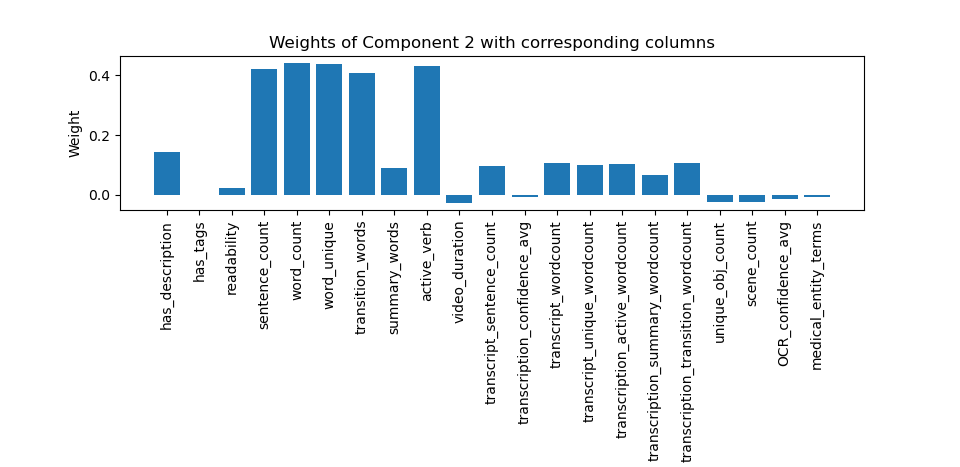 Weights of Component 2 with corresponding columns
Weight
0.4
0.2
0.0
has_description
has_tags
readability
sentence_count
word_count
word_unique
transition_words
summary_words
active_verb
video_duration
transcript_sentence_count
transcription_confidence_avg
transcript_wordcount
transcript_unique_wordcount
transcription_active_wordcount
transcription_summary_wordcount
transcription_transition_wordcount
unique_obj_count
scene_count
OCR_confidence_avg
medical_entity_terms